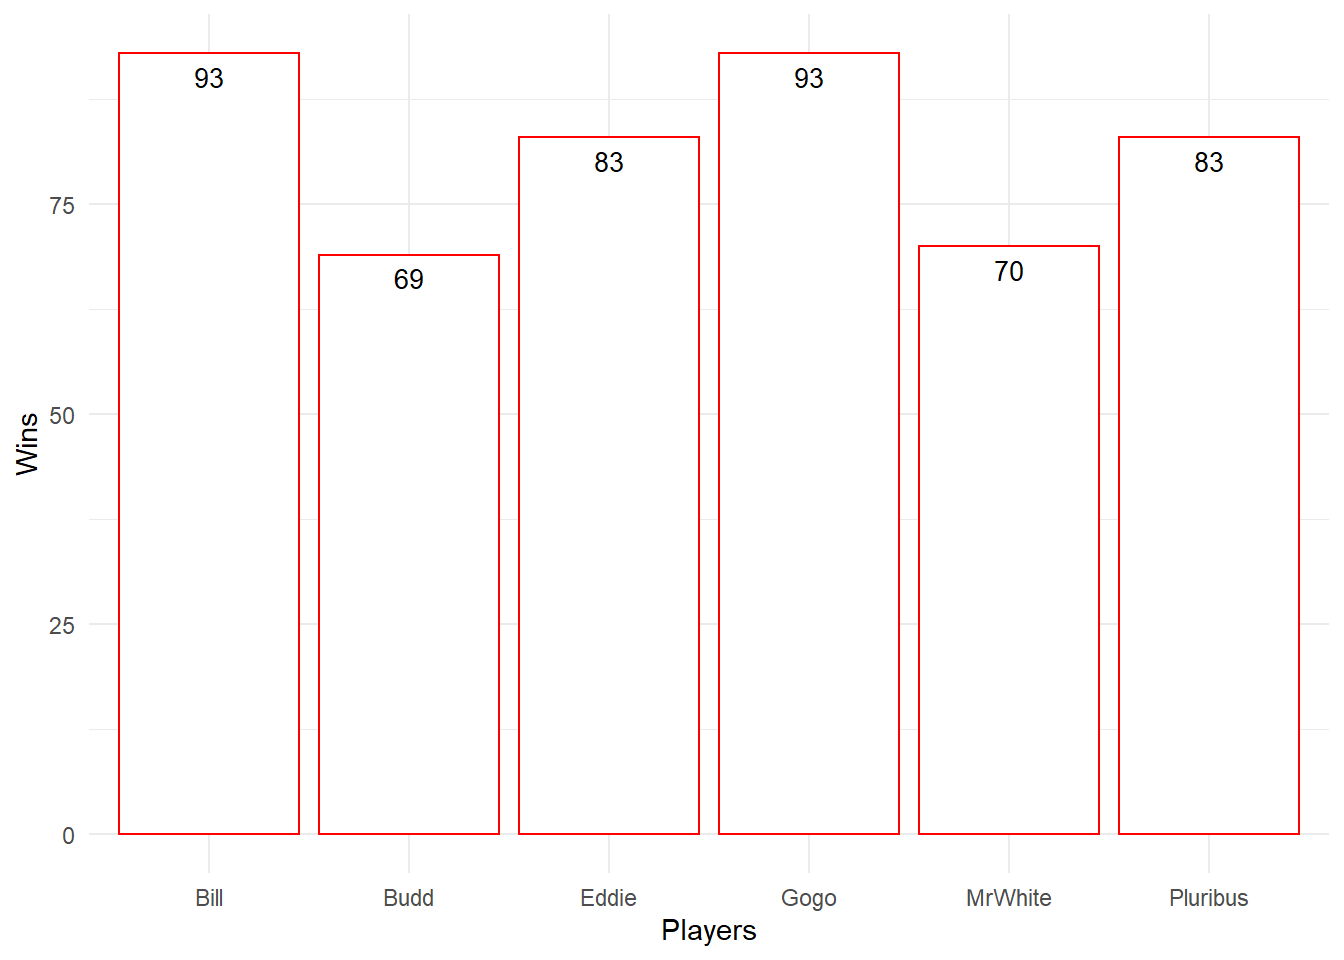 93
93
83
83
75
70
69
Wins
50
25
0
Bill
Budd
Eddie
Gogo
MrWhite
Pluribus
Players